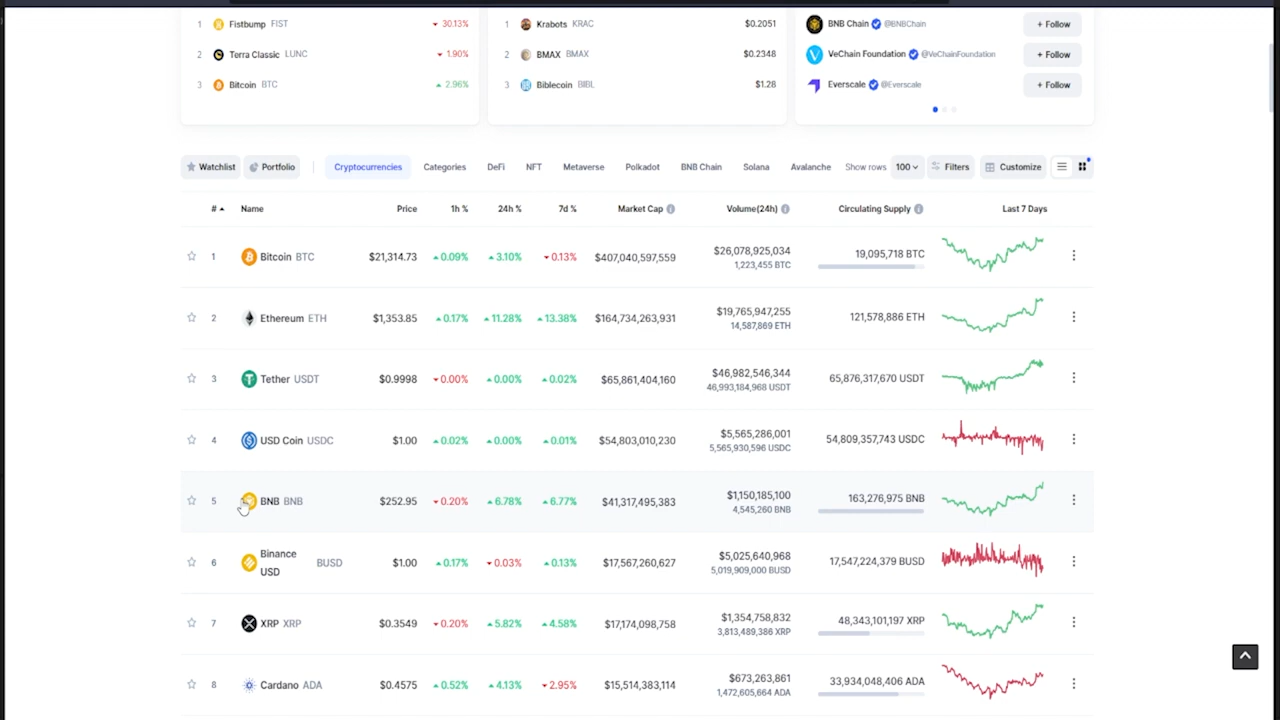 1 Fistbump FIST 30.13% 1 Krabots KRAC $0.2051 BNB Chain @BNBChain + Follow
2 Terra Classic LUNC 1.90% 2 BMAX BMAX $0.2348 VeChain Foundation @VeChainFoundation + Follow
3 Bitcoin BTC 2.96% 3 Biblecoin BIBL $1.28 Everscale @Everscale + Follow
Watchlist Portfolio Cryptocurrencies Categories DeFi NFT Metaverse Polkadot BNB Chain Solana Avalanche Show rows 100 Filters Customize
# Name Price 1h % 24h % 7d % Market Cap Volume(24h) Circulating Supply Last 7 Days
1 Bitcoin BTC $21,314.73 0.09% 3.10% 0.13% $407,040,597,559 $26,078,925,034 19,095,718 BTC
1,223,455 BTC
2 Ethereum ETH $1,353.85 0.17% 11.28% 13.38% $164,734,263,931 $19,765,947,255 121,578,886 ETH
14,587,869 ETH
3 Tether USDT $0.9998 0.00% 0.00% 0.02% $65,861,404,160 $46,982,546,344 65,876,317,670 USDT
46,993,184,968 USDT
4 USD Coin USDC $1.00 0.02% 0.00% 0.01% $54,803,010,230 $5,565,286,001 54,809,357,743 USDC
5,565,930,596 USDC
5 BNB BNB $252.95 0.20% 6.78% 6.77% $41,317,495,383 $1,150,185,100 163,276,975 BNB
4,545,260 BNB
6 Binance USD BUSD $1.00 0.17% 0.03% 0.13% $17,567,260,627 $5,025,640,968 17,547,224,379 BUSD
5,019,909,000 BUSD
7 XRP XRP $0.3549 0.20% 5.82% 4.58% $17,174,098,758 $1,354,758,832 48,343,101,197 XRP
3,813,489,386 XRP
8 Cardano ADA $0.4575 0.52% 4.13% 2.95% $15,514,383,114 $673,263,861 33,934,048,406 ADA
1,472,605,664 ADA